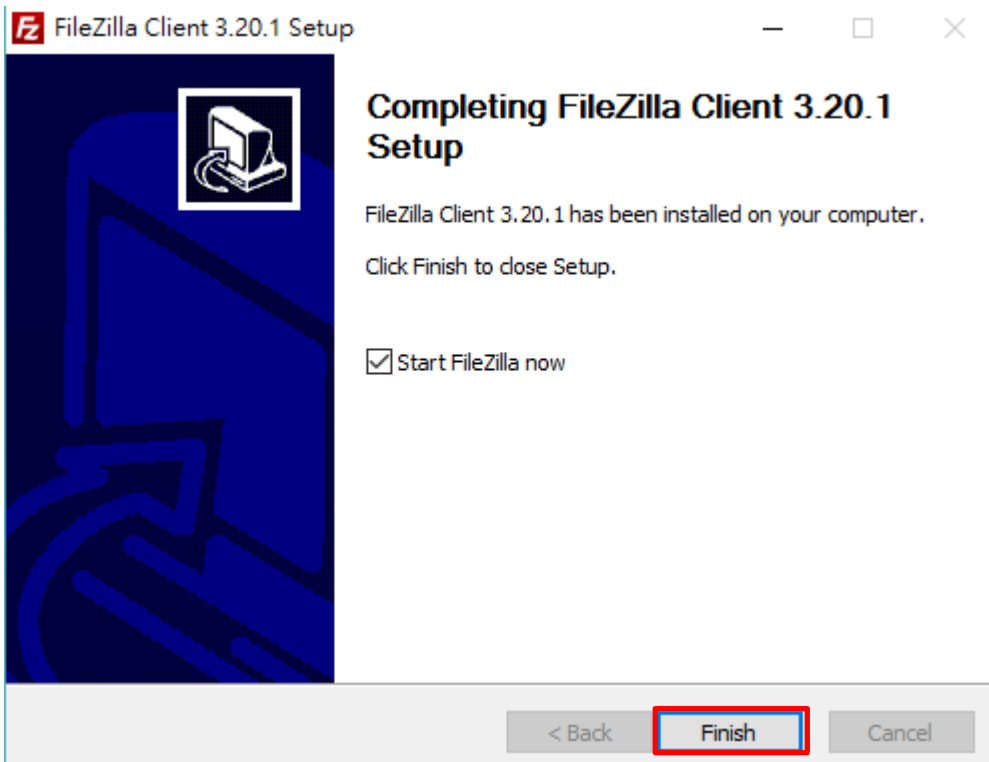 FileZilla Client 3.20.1 Setup
Completing FileZilla Client 3.20.1
Setup
FileZilla Client 3.20.1 has been installed on your computer.
Click Finish to close Setup.
Start FileZilla now
< Back Finish Cancel